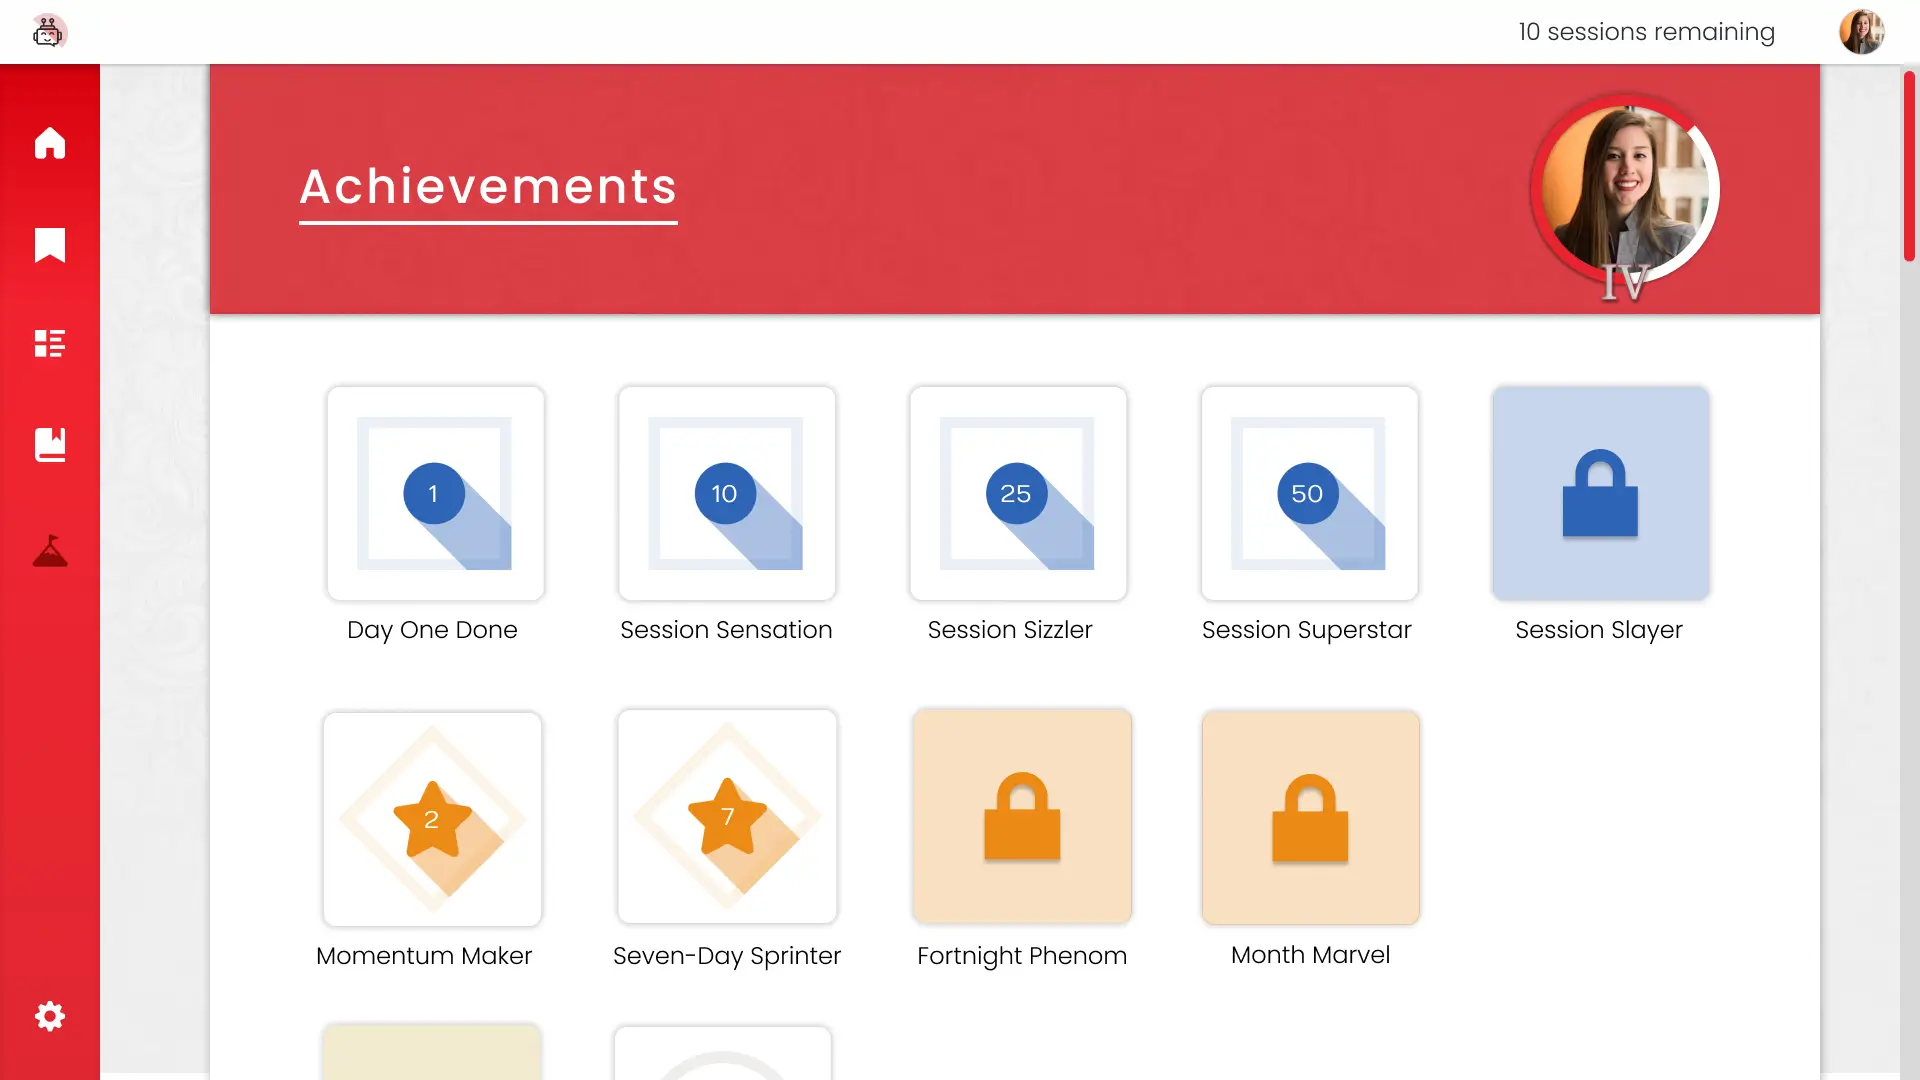 10 sessions remaining
Achievements
IV
1
10
25
50
Day One Done
Session Sensation
Session Sizzler
Session Superstar
Session Slayer
2
7
Momentum Maker
Seven-Day Sprinter
Fortnight Phenom
Month Marvel